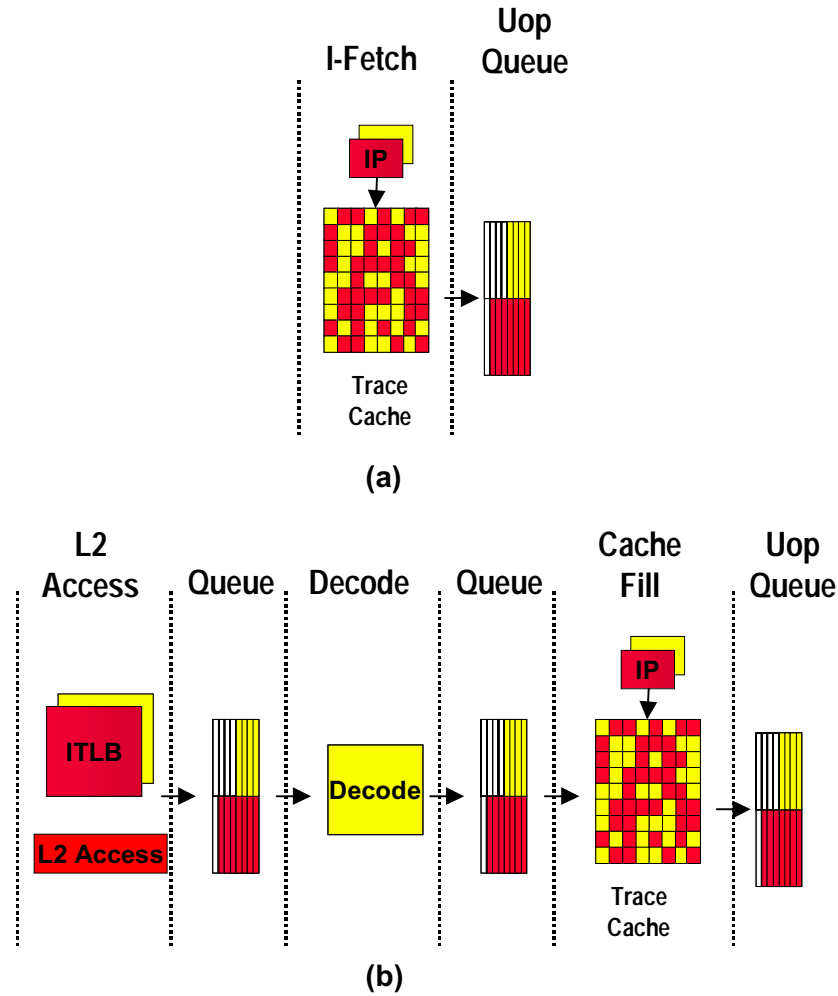 I-Fetch
Uop
Queue
IP
Trace
Cache
(a)
L2
Access
Queue
Decode
Queue
Cache
Fill
Uop
Queue
IP
ITLB
Decode
L2 Access
Trace
Cache
(b)